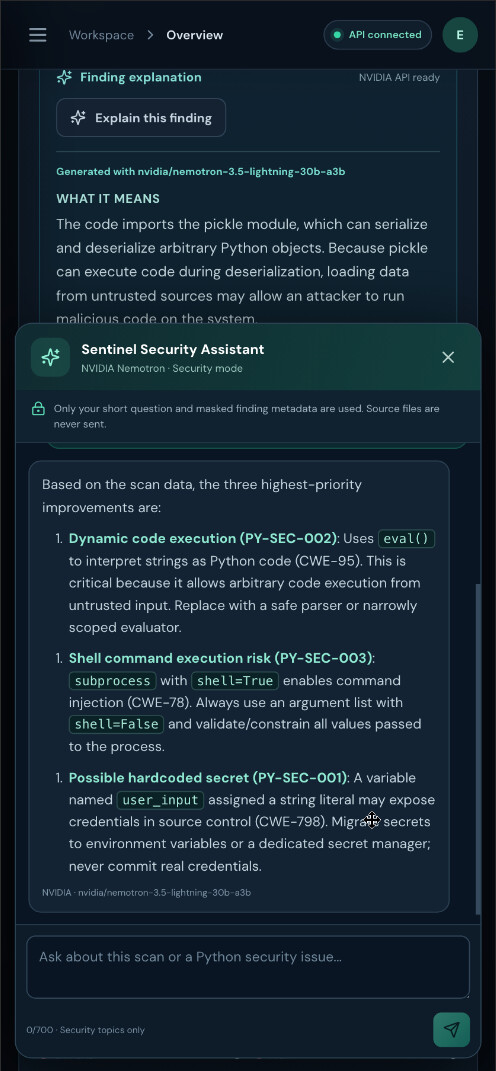 Workspace > Overview
API connected
E
Finding explanation
NVIDIA API ready
Explain this finding
Generated with nvidia/nemotron-3.5-lightning-30b-a3b
WHAT IT MEANS
The code imports the pickle module, which can serialize
and deserialize arbitrary Python objects. Because pickle
can execute code during deserialization, loading data
from untrusted sources may allow an attacker to run
malicious code on the system.
Sentinel Security Assistant
NVIDIA Nemotron · Security mode
Only your short question and masked finding metadata are used. Source files are
never sent.
Based on the scan data, the three highest-priority
improvements are:
1. Dynamic code execution (PY-SEC-002): Uses eval()
to interpret strings as Python code (CWE-95). This is
critical because it allows arbitrary code execution from
untrusted input. Replace with a safe parser or narrowly
scoped evaluator.
1. Shell command execution risk (PY-SEC-003):
subprocess with shell=True enables command
injection (CWE-78). Always use an argument list with
shell=False and validate/constrain all values passed
to the process.
1. Possible hardcoded secret (PY-SEC-001): A variable
named user_input assigned a string literal may expose
credentials in source control (CWE-798). Migrate secrets
to environment variables or a dedicated secret manager;
never commit real credentials.
NVIDIA · nvidia/nemotron-3.5-lightning-30b-a3b
Ask about this scan or a Python security issue...
0/700 · Security topics only